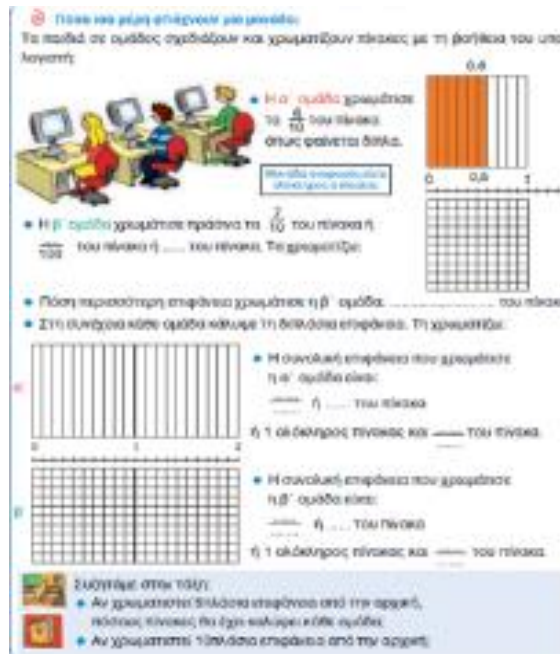 Πόσα και μέρη φτιάχνουν μια μονάδα;
Τα παιδιά σε ομάδες σχεδιάζουν και χρωματίζουν πίνακες με τη βοήθεια του υπο
λογιστή:
0,6
Η α΄ ομάδα χρωμάτισε
τα 6/10 του πίνακα
όπως φαίνεται δίπλα.
0 0,6 1
Η β΄ ομάδα χρωμάτισε πράσινα τα 7/10 του πίνακα ή
/100 του πίνακα ή ..... του πίνακα. Τα χρωματίζω:
Πόση περισσότερη επιφάνεια χρωμάτισε η β΄ ομάδα; .................... του πίνακα
Στη συνέχεια κάθε ομάδα κάλυψε τη διπλάσια επιφάνεια. Τη χρωματίζω:
α
0 1 2
Η συνολική επιφάνεια που χρωμάτισε
η α΄ ομάδα είναι:
ή ..... του πίνακα
ή 1 ολόκληρος πίνακας και του πίνακα.
β
Η συνολική επιφάνεια που χρωμάτισε
η β΄ ομάδα είναι:
ή ..... του πίνακα
ή 1 ολόκληρος πίνακας και του πίνακα.
Συζητάμε στην τάξη:
Αν χρωματιστεί διπλάσια επιφάνεια από την αρχική,
πόσους πίνακες θα έχει καλύψει κάθε ομάδα;
Αν χρωματιστεί 10πλάσια επιφάνεια από την αρχική;